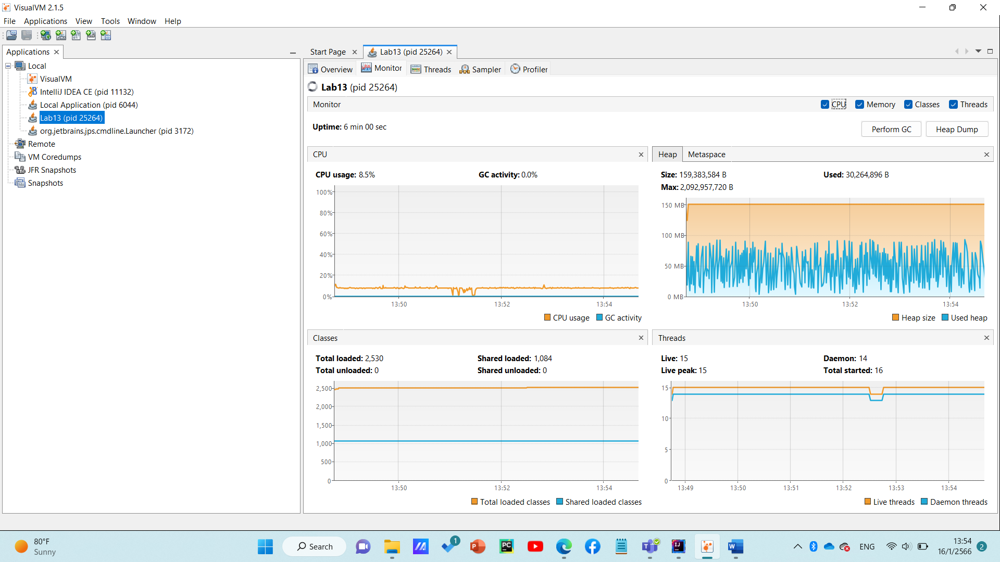 VisualVM 2.1.5
File Applications View Tools Window Help
Applications
Start Page
Lab13 (pid 25264)
Local
VisualVM
IntelliJ IDEA CE (pid 11132)
Local Application (pid 6044)
Lab13 (pid 25264)
org.jetbrains.jps.cmdline.Launcher (pid 3172)
Remote
VM Coredumps
JFR Snapshots
Snapshots
Overview Monitor Threads Sampler Profiler
Lab13 (pid 25264)
Monitor
CPU Memory Classes Threads
Uptime: 6 min 00 sec
Perform GC Heap Dump
CPU
CPU usage: 8.5% GC activity: 0.0%
100%
80%
60%
40%
20%
0%
13:50 13:52 13:54
CPU usage GC activity
Heap Metaspace
Size: 159,383,584 B Used: 30,264,896 B
Max: 2,092,957,720 B
150 MB
100 MB
50 MB
0 MB
13:50 13:52 13:54
Heap size Used heap
Classes
Total loaded: 2,530 Shared loaded: 1,084
Total unloaded: 0 Shared unloaded: 0
2,500
2,000
1,500
1,000
500
0
13:50 13:52 13:54
Total loaded classes Shared loaded classes
Threads
Live: 15 Daemon: 14
Live peak: 15 Total started: 16
15
10
5
0
13:49 13:50 13:51 13:52 13:53 13:54
Live threads Daemon threads
80°F
Sunny
Search
1
P
PC
T
IJ
W
ENG
13:54
16/1/2566
2